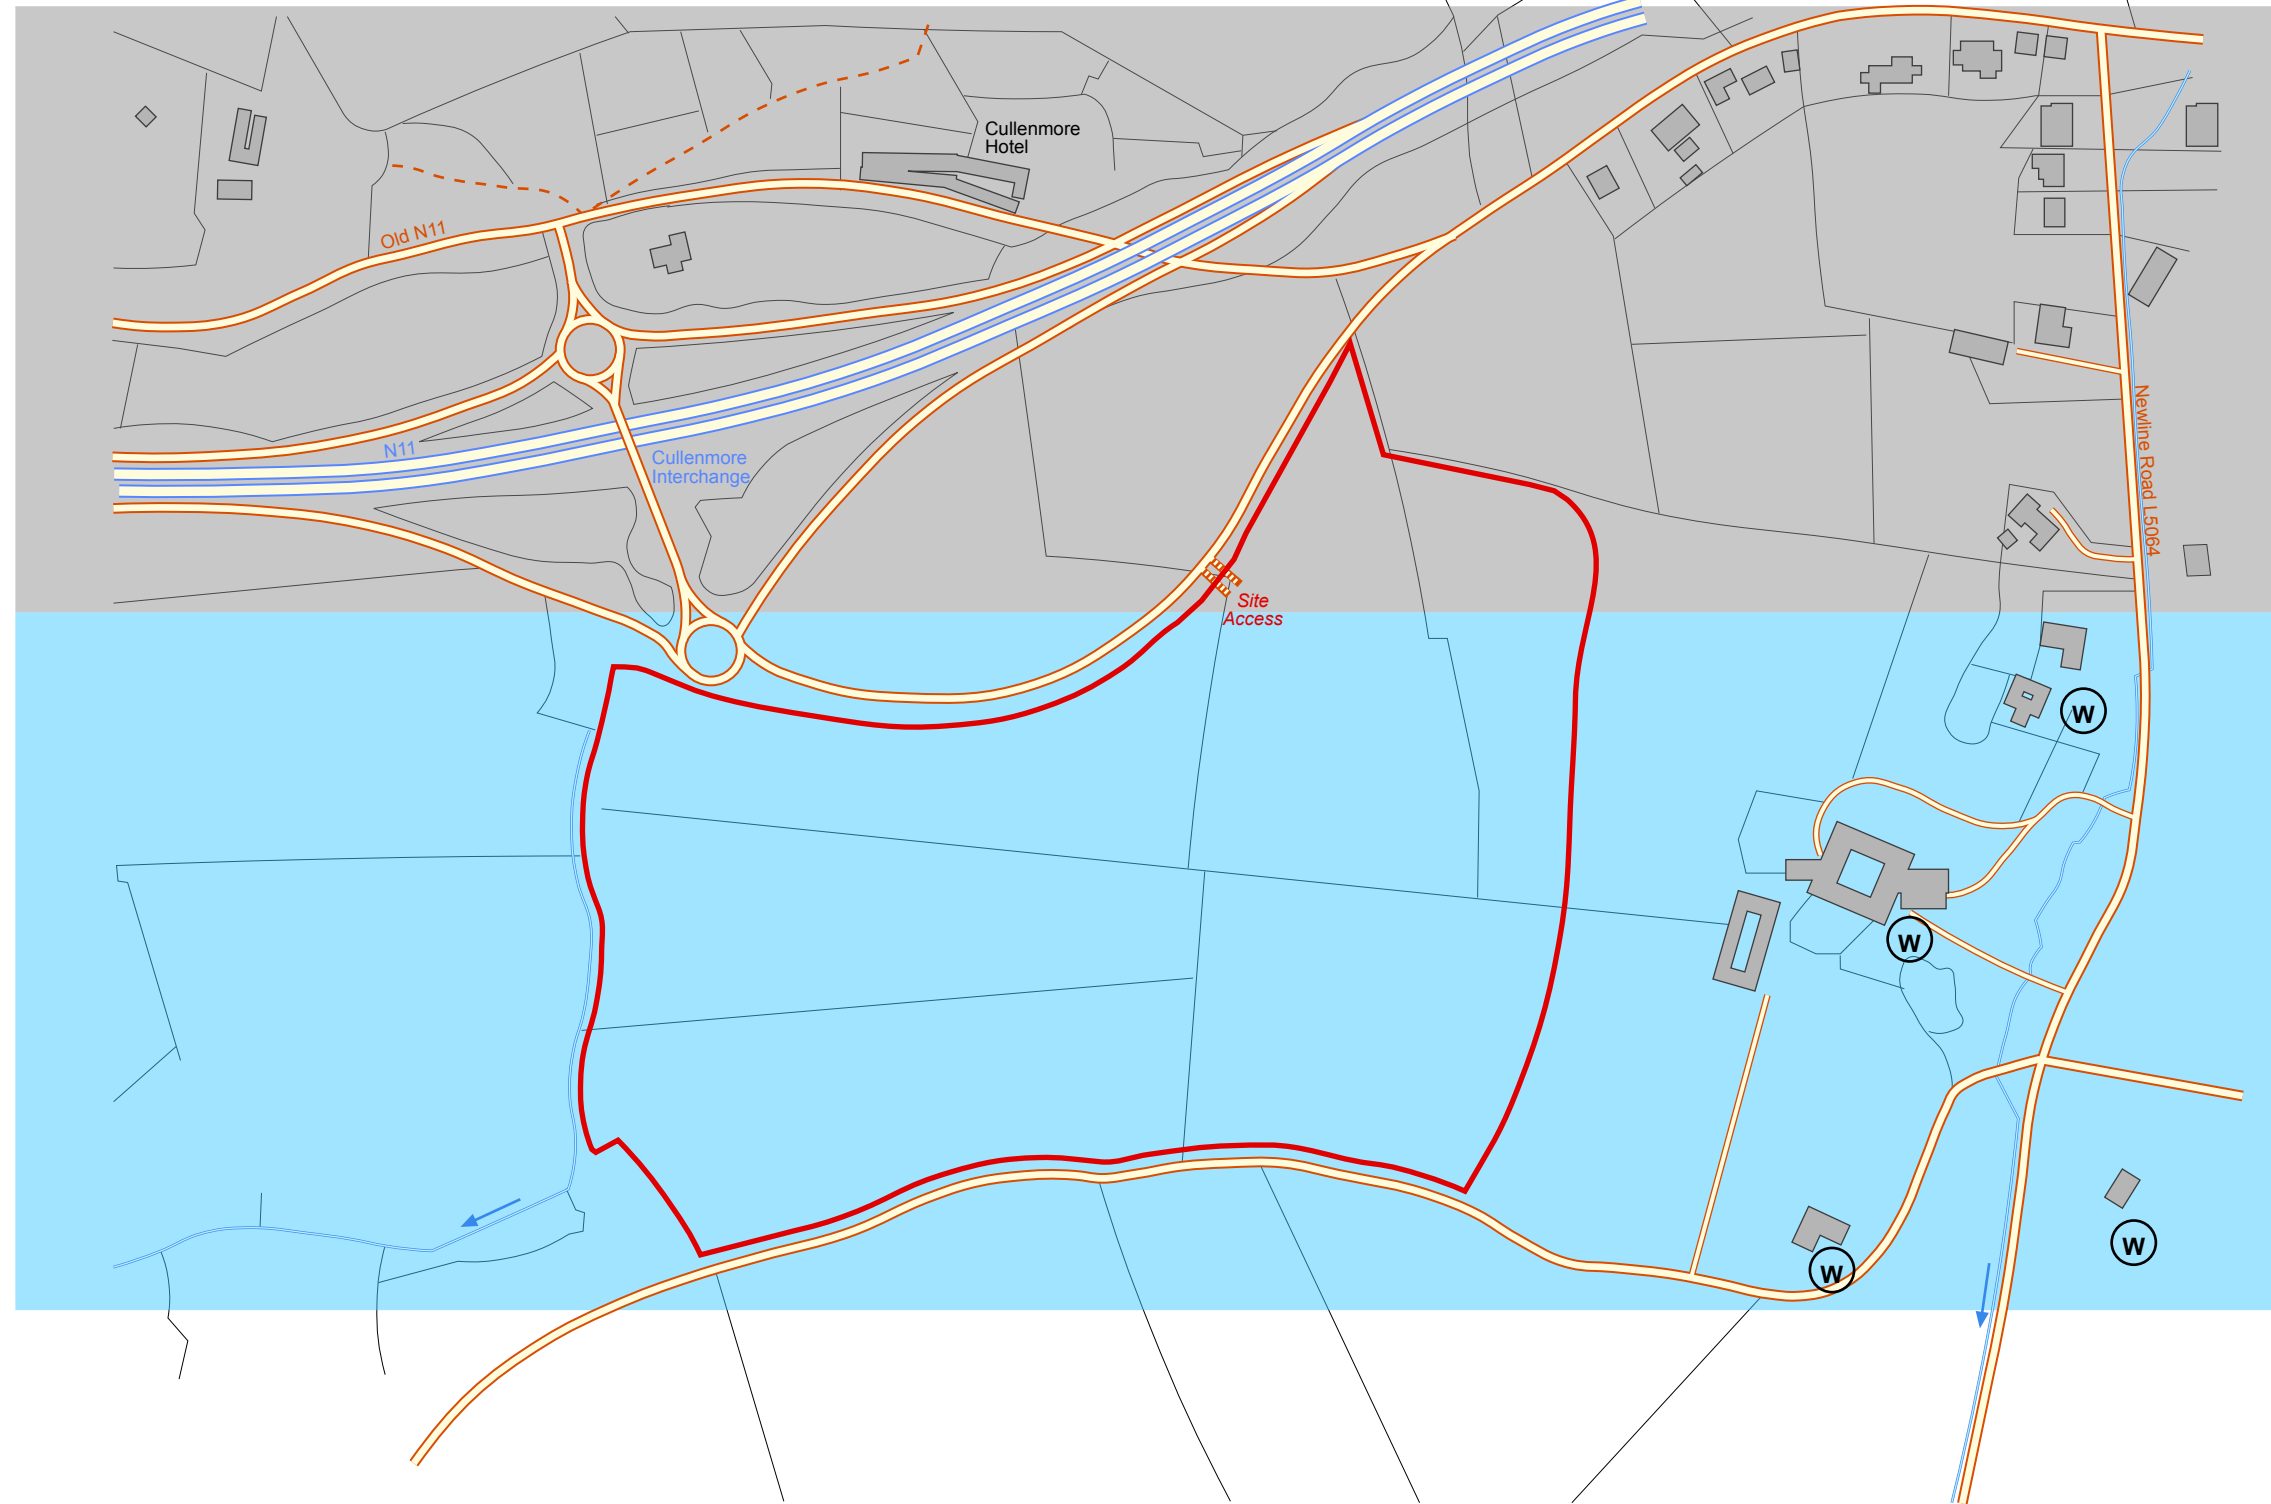 Cullenmore
Hotel
Old N11
N11
Cullenmore
Interchange
Newline Road L5064
Site
Access
W
W
W
W